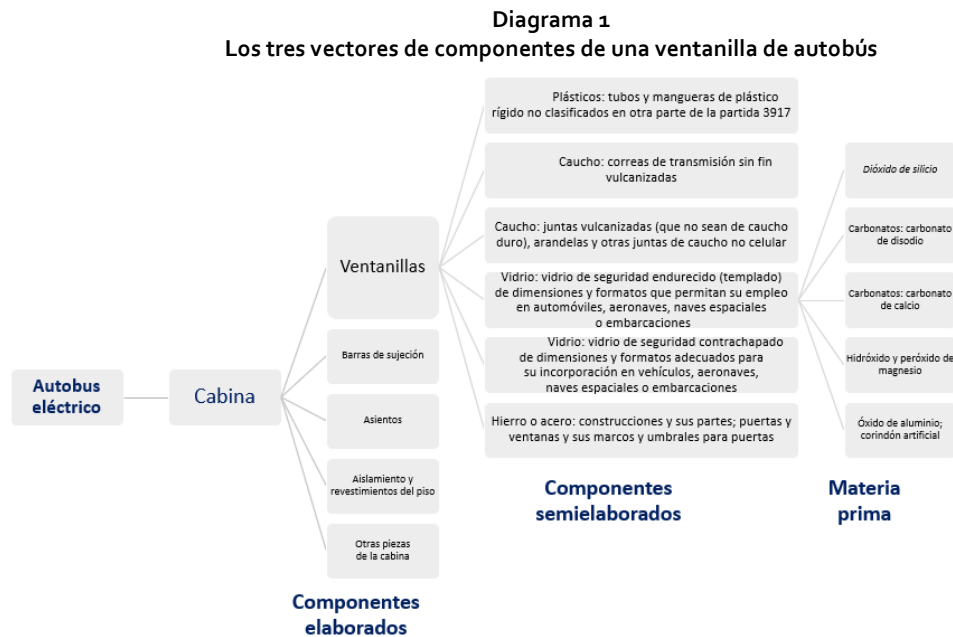 Diagrama 1
Los tres vectores de componentes de una ventanilla de autobús
Autobus
eléctrico
Cabina
Ventanillas
Barras de sujeción
Asientos
Aislamiento y
revestimientos del piso
Otras piezas
de la cabina
Componentes
elaborados
Plásticos: tubos y mangueras de plástico
rígido no clasificados en otra parte de la partida 3917
Caucho: correas de transmisión sin fin
vulcanizadas
Caucho: juntas vulcanizadas (que no sean de caucho
duro), arandelas y otras juntas de caucho no celular
Vidrio: vidrio de seguridad endurecido (templado)
de dimensiones y formatos que permitan su empleo
en automóviles, aeronaves, naves espaciales
o embarcaciones
Vidrio: vidrio de seguridad contrachapado
de dimensiones y formatos adecuados para
su incorporación en vehículos, aeronaves,
naves espaciales o embarcaciones
Hierro o acero: construcciones y sus partes; puertas y
ventanas y sus marcos y umbrales para puertas
Componentes
semielaborados
Dióxido de silicio
Carbonatos: carbonato
de disodio
Carbonatos: carbonato
de calcio
Hidróxido y peróxido de
magnesio
Óxido de aluminio;
corindón artificial
Materia
prima